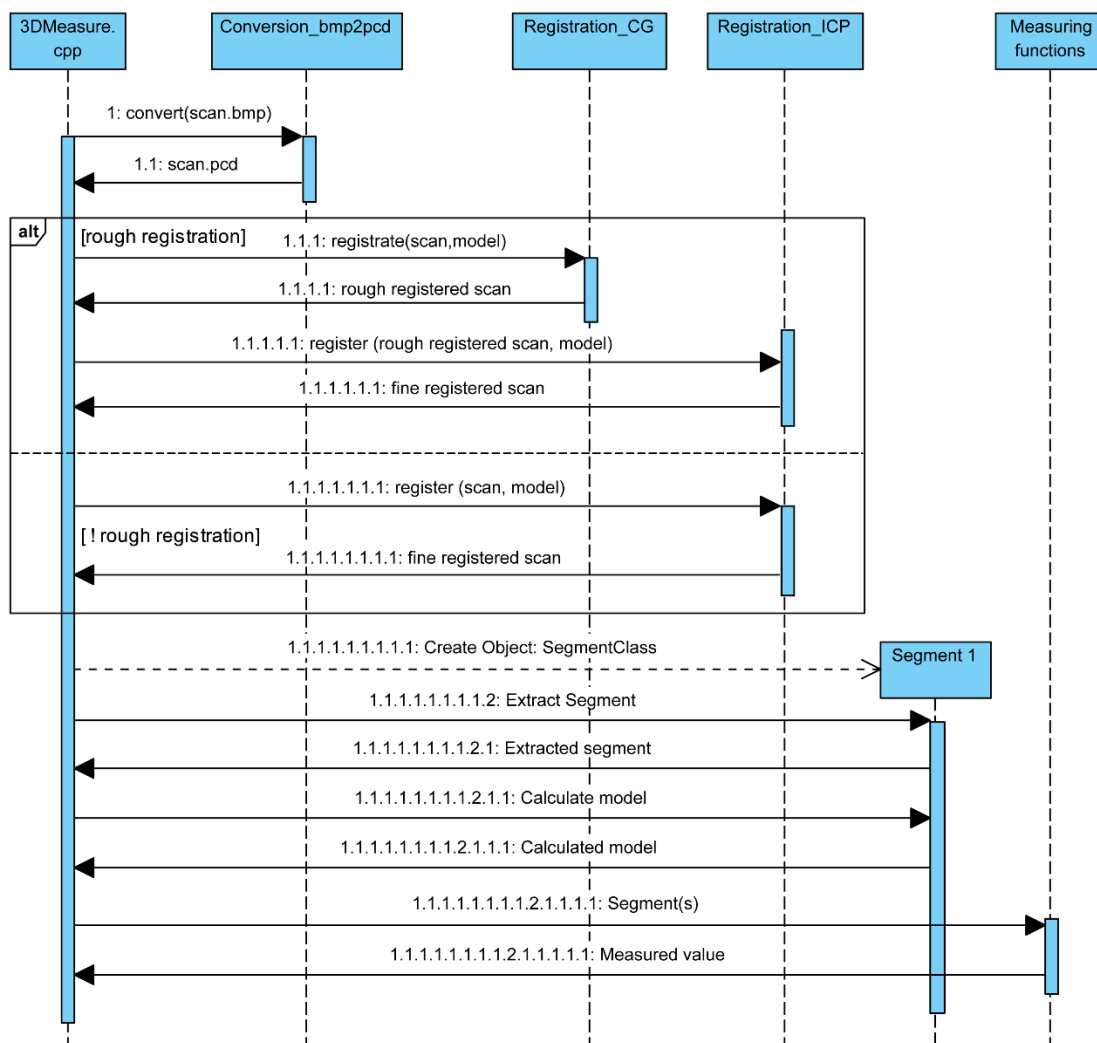 3DMeasure.
cpp
Conversion_bmp2pcd
Registration_CG
Registration_ICP
Measuring
functions
1: convert(scan.bmp)
1.1: scan.pcd
alt
[rough registration]
1.1.1: registrate(scan,model)
1.1.1.1: rough registered scan
1.1.1.1.1: register (rough registered scan, model)
1.1.1.1.1.1: fine registered scan
1.1.1.1.1.1.1: register (scan, model)
[ ! rough registration]
1.1.1.1.1.1.1.1: fine registered scan
1.1.1.1.1.1.1.1.1: Create Object: SegmentClass
Segment 1
1.1.1.1.1.1.1.1.2: Extract Segment
1.1.1.1.1.1.1.1.2.1: Extracted segment
1.1.1.1.1.1.1.1.2.1.1: Calculate model
1.1.1.1.1.1.1.1.2.1.1.1: Calculated model
1.1.1.1.1.1.1.1.2.1.1.1.1: Segment(s)
1.1.1.1.1.1.1.1.2.1.1.1.1.1: Measured value